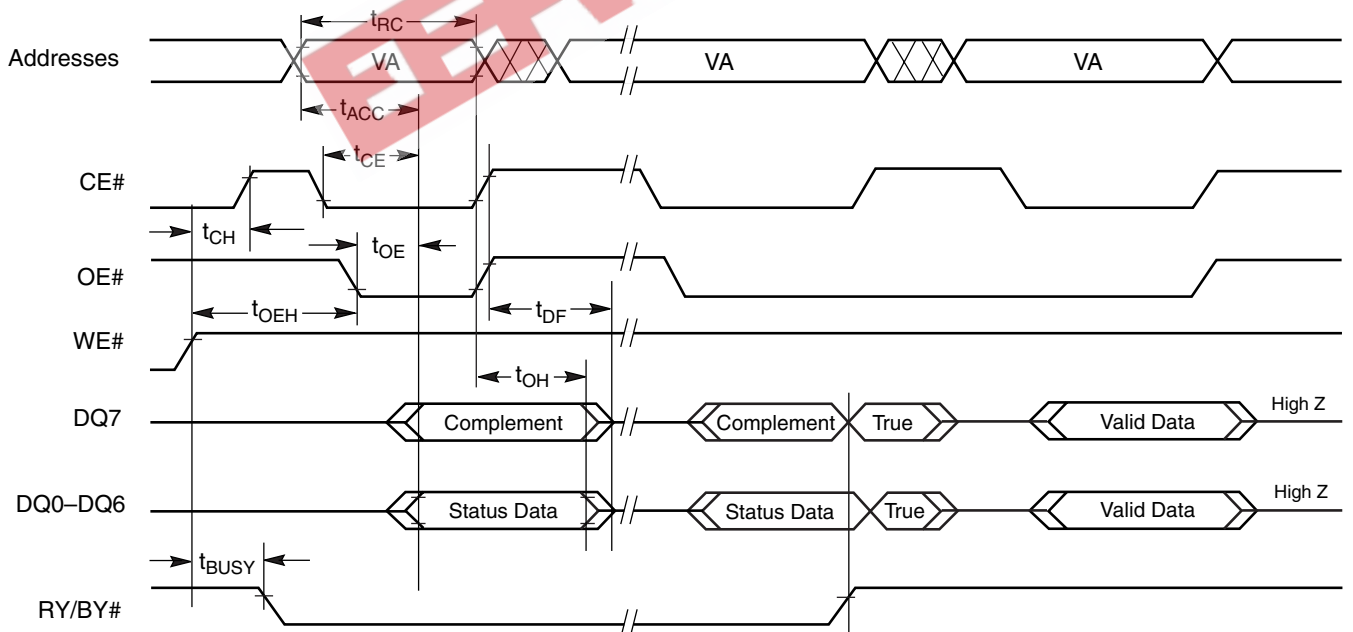 tRC
Addresses VA VA VA
tACC
tCE
CE#
tCH
tOE
OE#
tOEH tDF
WE#
tOH
DQ7 Complement Complement True Valid Data High Z
DQ0–DQ6 Status Data Status Data True Valid Data High Z
tBUSY
RY/BY#